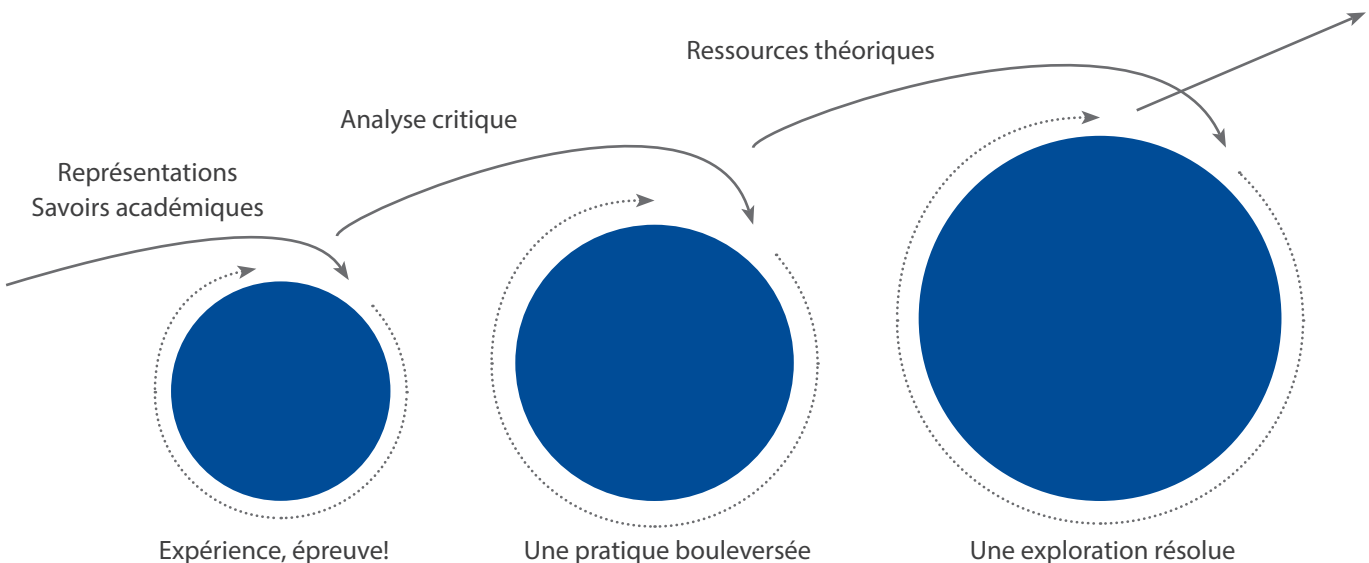 Ressources théoriques
Analyse critique
Représentations
Savoirs académiques
Expérience, épreuve!
Une pratique bouleversée
Une exploration résolue